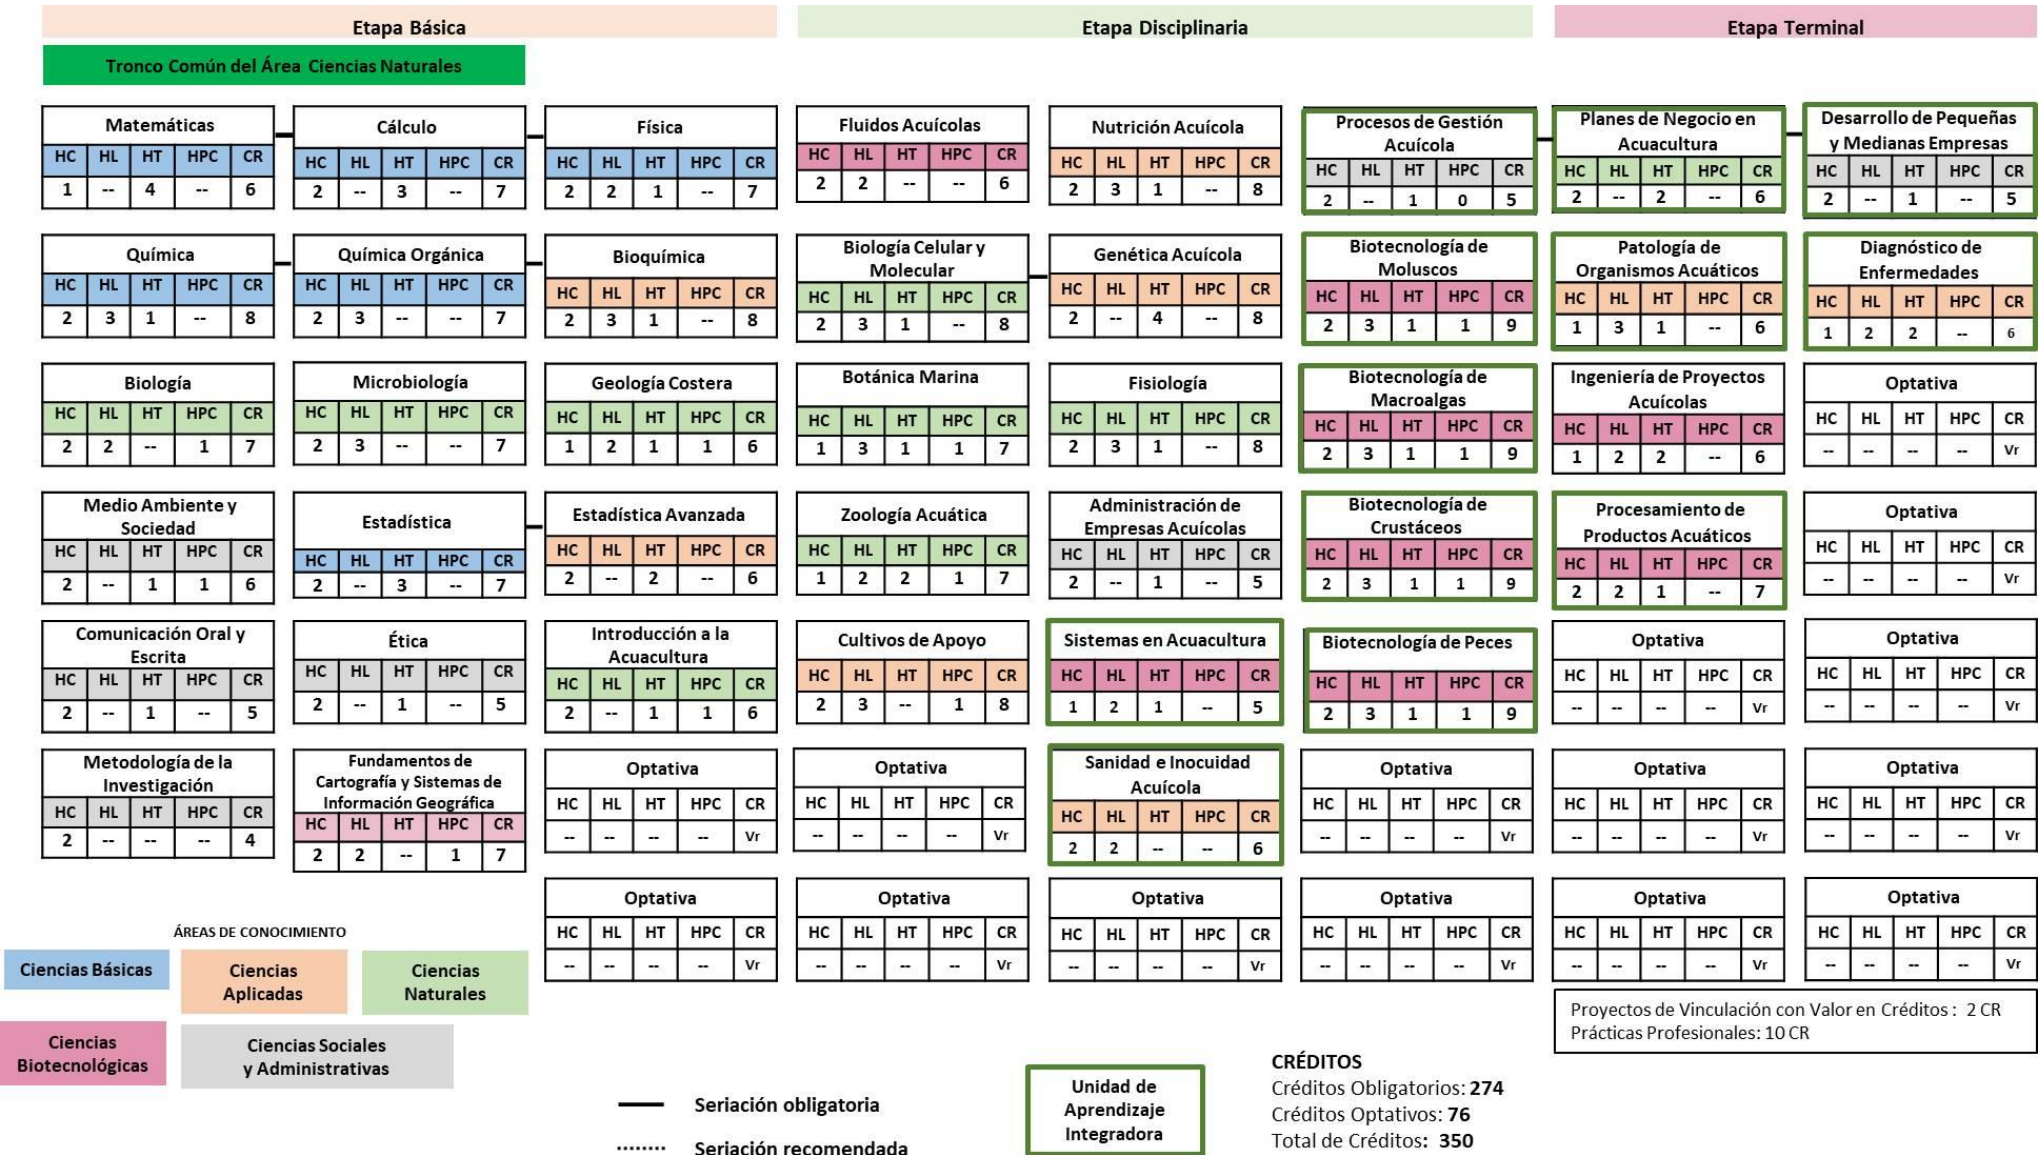 Etapa Básica
Etapa Disciplinaria
Etapa Terminal
Tronco Común del Área Ciencias Naturales
Matemáticas
HC HL HT HPC CR
1 -- 4 -- 6
Cálculo
HC HL HT HPC CR
2 -- 3 -- 7
Física
HC HL HT HPC CR
2 2 1 -- 7
Fluidos Acuícolas
HC HL HT HPC CR
2 2 -- -- 6
Nutrición Acuícola
HC HL HT HPC CR
2 3 1 -- 8
Procesos de Gestión
Acuícola
HC HL HT HPC CR
2 -- 1 0 5
Planes de Negocio en
Acuacultura
HC HL HT HPC CR
2 -- 2 -- 6
Desarrollo de Pequeñas
y Medianas Empresas
HC HL HT HPC CR
2 -- 1 -- 5
Química
HC HL HT HPC CR
2 3 1 -- 8
Química Orgánica
HC HL HT HPC CR
2 3 -- -- 7
Bioquímica
HC HL HT HPC CR
2 3 1 -- 8
Biología Celular y
Molecular
HC HL HT HPC CR
2 3 1 -- 8
Genética Acuícola
HC HL HT HPC CR
2 -- 4 -- 8
Biotecnología de
Moluscos
HC HL HT HPC CR
2 3 1 1 9
Patología de
Organismos Acuáticos
HC HL HT HPC CR
1 3 1 -- 6
Diagnóstico de
Enfermedades
HC HL HT HPC CR
1 2 2 -- 6
Biología
HC HL HT HPC CR
2 2 -- 1 7
Microbiología
HC HL HT HPC CR
2 3 -- -- 7
Geología Costera
HC HL HT HPC CR
1 2 1 1 6
Botánica Marina
HC HL HT HPC CR
1 3 1 1 7
Fisiología
HC HL HT HPC CR
2 3 1 -- 8
Biotecnología de
Macroalgas
HC HL HT HPC CR
2 3 1 1 9
Ingeniería de Proyectos
Acuícolas
HC HL HT HPC CR
1 2 2 -- 6
Optativa
HC HL HT HPC CR
-- -- -- -- Vr
Medio Ambiente y
Sociedad
HC HL HT HPC CR
2 -- 1 1 6
Estadística
HC HL HT HPC CR
2 -- 3 -- 7
Estadística Avanzada
HC HL HT HPC CR
2 -- 2 -- 6
Zoología Acuática
HC HL HT HPC CR
1 2 2 1 7
Administración de
Empresas Acuícolas
HC HL HT HPC CR
2 -- 1 -- 5
Biotecnología de
Crustáceos
HC HL HT HPC CR
2 3 1 1 9
Procesamiento de
Productos Acuáticos
HC HL HT HPC CR
2 2 1 -- 7
Optativa
HC HL HT HPC CR
-- -- -- -- Vr
Comunicación Oral y
Escrita
HC HL HT HPC CR
2 -- 1 -- 5
Ética
HC HL HT HPC CR
2 -- 1 -- 5
Introducción a la
Acuacultura
HC HL HT HPC CR
2 -- 1 1 6
Cultivos de Apoyo
HC HL HT HPC CR
2 3 -- 1 8
Sistemas en Acuacultura
HC HL HT HPC CR
1 2 1 -- 5
Biotecnología de Peces
HC HL HT HPC CR
2 3 1 1 9
Optativa
HC HL HT HPC CR
-- -- -- -- Vr
Optativa
HC HL HT HPC CR
-- -- -- -- Vr
Metodología de la
Investigación
HC HL HT HPC CR
2 -- -- -- 4
Fundamentos de
Cartografía y Sistemas de
Información Geográfica
HC HL HT HPC CR
2 2 -- 1 7
Optativa
HC HL HT HPC CR
-- -- -- -- Vr
Optativa
HC HL HT HPC CR
-- -- -- -- Vr
Sanidad e Inocuidad
Acuícola
HC HL HT HPC CR
2 2 -- -- 6
Optativa
HC HL HT HPC CR
-- -- -- -- Vr
Optativa
HC HL HT HPC CR
-- -- -- -- Vr
Optativa
HC HL HT HPC CR
-- -- -- -- Vr
Optativa
HC HL HT HPC CR
-- -- -- -- Vr
Optativa
HC HL HT HPC CR
-- -- -- -- Vr
Optativa
HC HL HT HPC CR
-- -- -- -- Vr
Optativa
HC HL HT HPC CR
-- -- -- -- Vr
Optativa
HC HL HT HPC CR
-- -- -- -- Vr
Optativa
HC HL HT HPC CR
-- -- -- -- Vr
ÁREAS DE CONOCIMIENTO
Ciencias Básicas
Ciencias
Aplicadas
Ciencias
Naturales
Ciencias
Biotecnológicas
Ciencias Sociales
y Administrativas
Proyectos de Vinculación con Valor en Créditos : 2 CR
Prácticas Profesionales: 10 CR
Seriación obligatoria
Seriación recomendada
Unidad de
Aprendizaje
Integradora
CRÉDITOS
Créditos Obligatorios: 274
Créditos Optativos: 76
Total de Créditos: 350